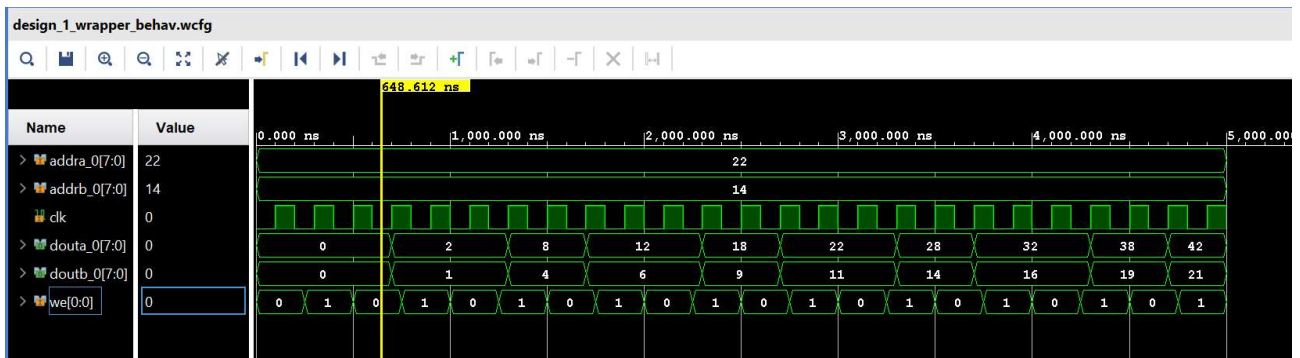 design_1_wrapper_behav.wcfg
648.612 ns
Name Value
0.000 ns 1,000.000 ns 2,000.000 ns 3,000.000 ns 4,000.000 ns 5,000.00
addra_0[7:0] 22 22
addrb_0[7:0] 14 14
clk 0
douta_0[7:0] 0 0 2 8 12 18 22 28 32 38 42
doutb_0[7:0] 0 0 1 4 6 9 11 14 16 19 21
we[0:0] 0 0 1 0 1 0 1 0 1 0 1 0 1 0 1 0 1 0 1 0 1